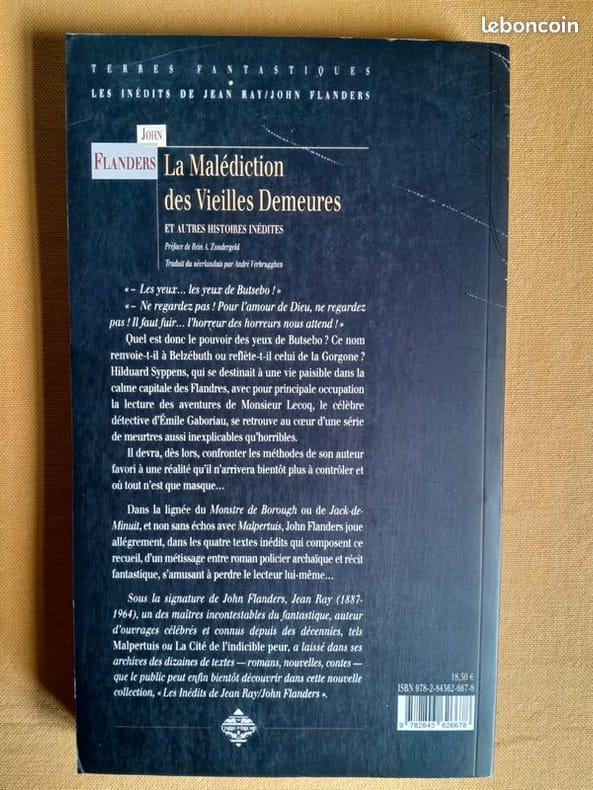 leboncoin
TERRES FANTASTIQUES
LES INÉDITS DE JEAN RAY/JOHN FLANDERS
JOHN
FLANDERS
La Malédiction
des Vieilles Demeures
ET AUTRES HISTOIRES INÉDITES
Préface de Rein A. Zondergeld
Traduit du néerlandais par André Verbrugghen
« – Les yeux... les yeux de Butsebo ! »
« – Ne regardez pas ! Pour l'amour de Dieu, ne regardez
pas ! Il faut fuir... l'horreur des horreurs nous attend ! »
Quel est donc le pouvoir des yeux de Butsebo ? Ce nom
renvoie-t-il à Belzébuth ou reflète-t-il celui de la Gorgone ?
Hilduard Syppens, qui se destinait à une vie paisible dans la
calme capitale des Flandres, avec pour principale occupation
la lecture des aventures de Monsieur Lecoq, le célèbre
détective d'Émile Gaboriau, se retrouve au cœur d'une série
de meurtres aussi inexplicables qu'horribles.
Il devra, dès lors, confronter les méthodes de son auteur
favori à une réalité qu'il n'arrivera bientôt plus à contrôler et
où tout n'est que masque...
Dans la lignée du Monstre de Borough ou de Jack-de-
Minuit, et non sans échos avec Malpertuis, John Flanders joue
allégrement, dans les quatre textes inédits qui composent ce
recueil, d'un métissage entre roman policier archaïque et récit
fantastique, s'amusant à perdre le lecteur lui-même...
Sous la signature de John Flanders, Jean Ray (1887-
1964), un des maîtres incontestables du fantastique, auteur
d'ouvrages célébrés et connus depuis des décennies, tels
Malpertuis ou La Cité de l'indicible peur, a laissé dans ses
archives des dizaines de textes — romans, nouvelles, contes —
que le public peut enfin bientôt découvrir dans cette nouvelle
collection, « Les Inédits de Jean Ray/John Flanders ».
18,50 €
ISBN 978-2-84362-667-8
9 782843 626678